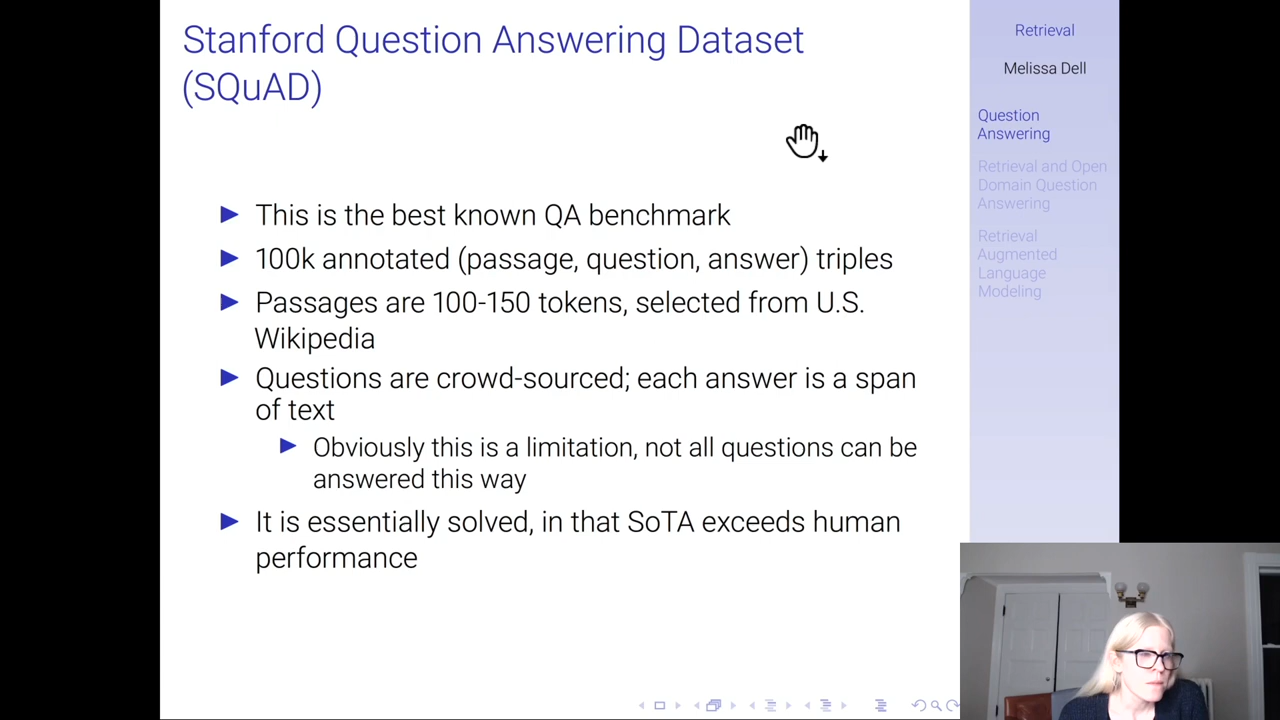 Stanford Question Answering Dataset
(SQuAD)
This is the best known QA benchmark
100k annotated (passage, question, answer) triples
Passages are 100-150 tokens, selected from U.S.
Wikipedia
Questions are crowd-sourced; each answer is a span
of text
Obviously this is a limitation, not all questions can be
answered this way
It is essentially solved, in that SoTA exceeds human
performance
Retrieval
Melissa Dell
Question
Answering
Retrieval and Open
Domain Question
Answering
Retrieval
Augmented
Language
Modeling